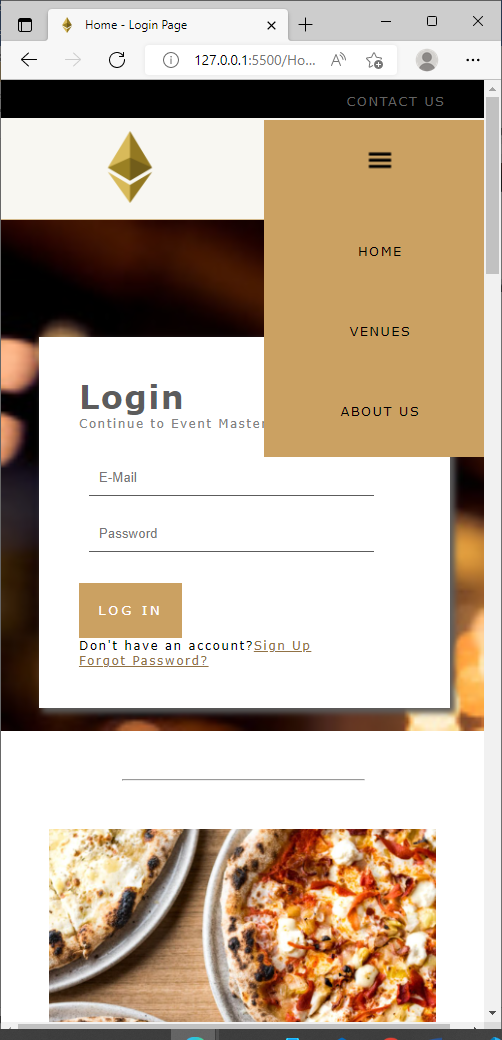 Home - Login Page
127.0.0.1:5500/Ho...
CONTACT US
HOME
VENUES
ABOUT US
Login
Continue to Event Master
E-Mail
Password
LOG IN
Don't have an account?Sign Up
Forgot Password?